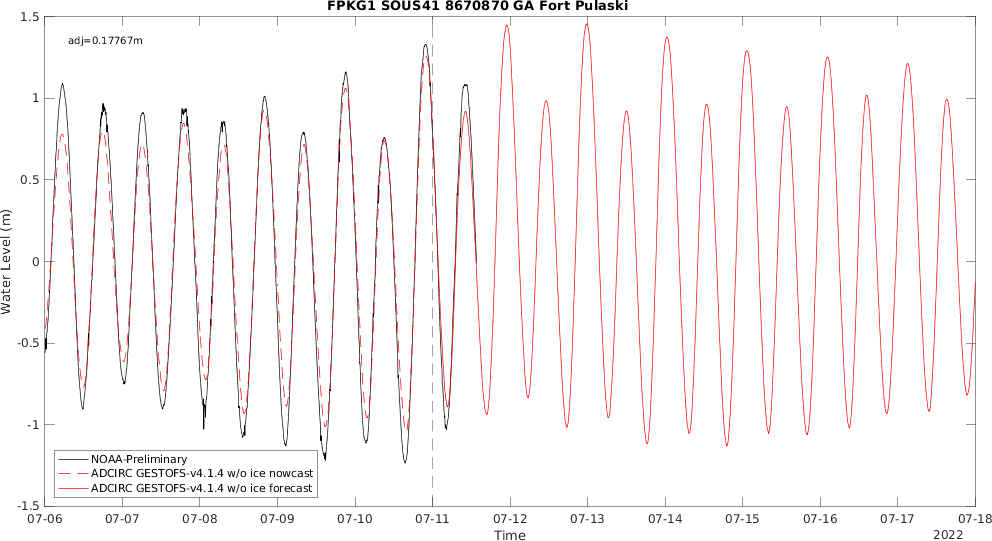 FPKG1 SOUS41 8670870 GA Fort Pulaski
adj=0.17767m
1.5
1
0.5
0
-0.5
-1
-1.5
Water Level (m)
NOAA-Preliminary
ADCIRC GESTOFS-v4.1.4 w/o ice nowcast
ADCIRC GESTOFS-v4.1.4 w/o ice forecast
07-06 07-07 07-08 07-09 07-10 07-11 07-12 07-13 07-14 07-15 07-16 07-17 07-18
Time
2022